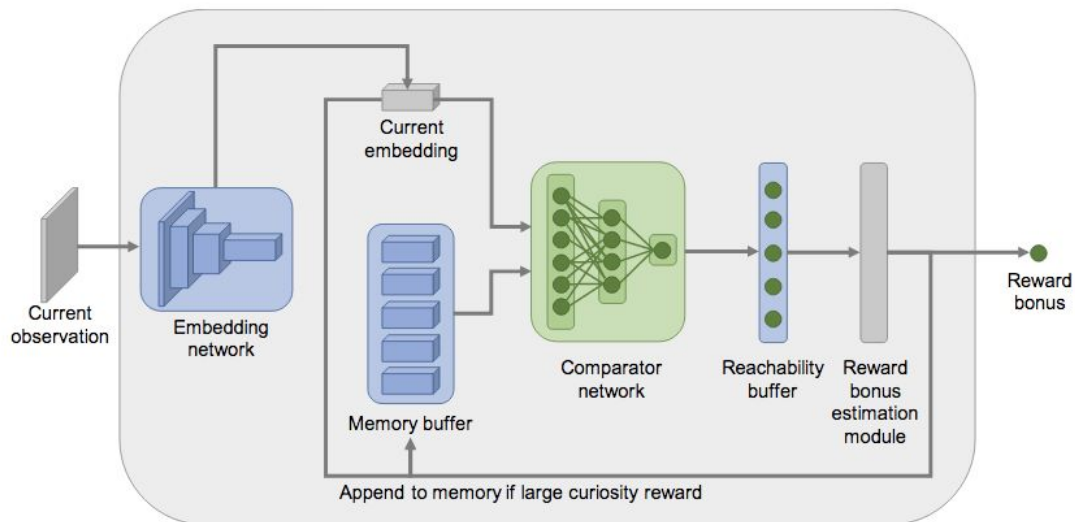 Current
embedding
Current
observation
Embedding
network
Memory buffer
Comparator
network
Reachability
buffer
Reward
bonus
estimation
module
Reward
bonus
Append to memory if large curiosity reward